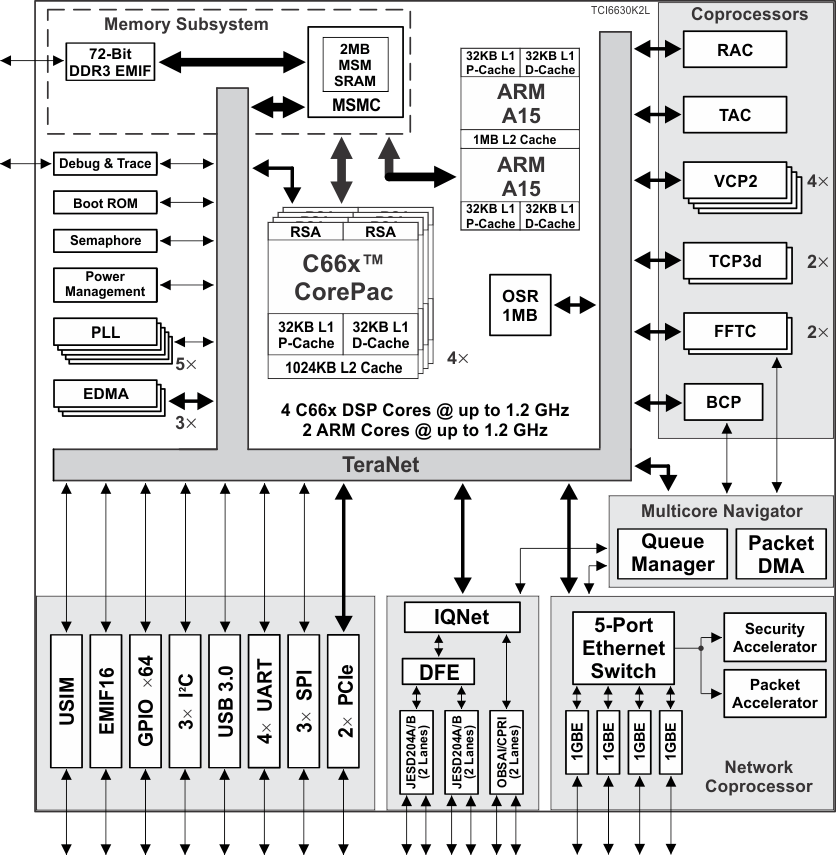 TCI6630K2L
Memory Subsystem
72-Bit
DDR3 EMIF
2MB
MSM
SRAM
MSMC
Debug & Trace
Boot ROM
Semaphore
Power
Management
PLL
5×
EDMA
3×
32KB L1
P-Cache
32KB L1
D-Cache
ARM
A15
1MB L2 Cache
ARM
A15
32KB L1
P-Cache
32KB L1
D-Cache
RSA RSA
C66x™
CorePac
32KB L1
P-Cache
32KB L1
D-Cache
1024KB L2 Cache
4×
OSR
1MB
4 C66x DSP Cores @ up to 1.2 GHz
2 ARM Cores @ up to 1.2 GHz
TeraNet
Coprocessors
RAC
TAC
VCP2
4×
TCP3d
2×
FFTC
2×
BCP
Multicore Navigator
Queue
Manager
Packet
DMA
USIM
EMIF16
GPIO ×64
3× I²C
USB 3.0
4× UART
3× SPI
2× PCIe
IQNet
DFE
JESD204A/B
(2 Lanes)
JESD204A/B
(2 Lanes)
OBSAI/CPRI
(2 Lanes)
5-Port
Ethernet
Switch
1GBE
1GBE
1GBE
1GBE
Security
Accelerator
Packet
Accelerator
Network
Coprocessor